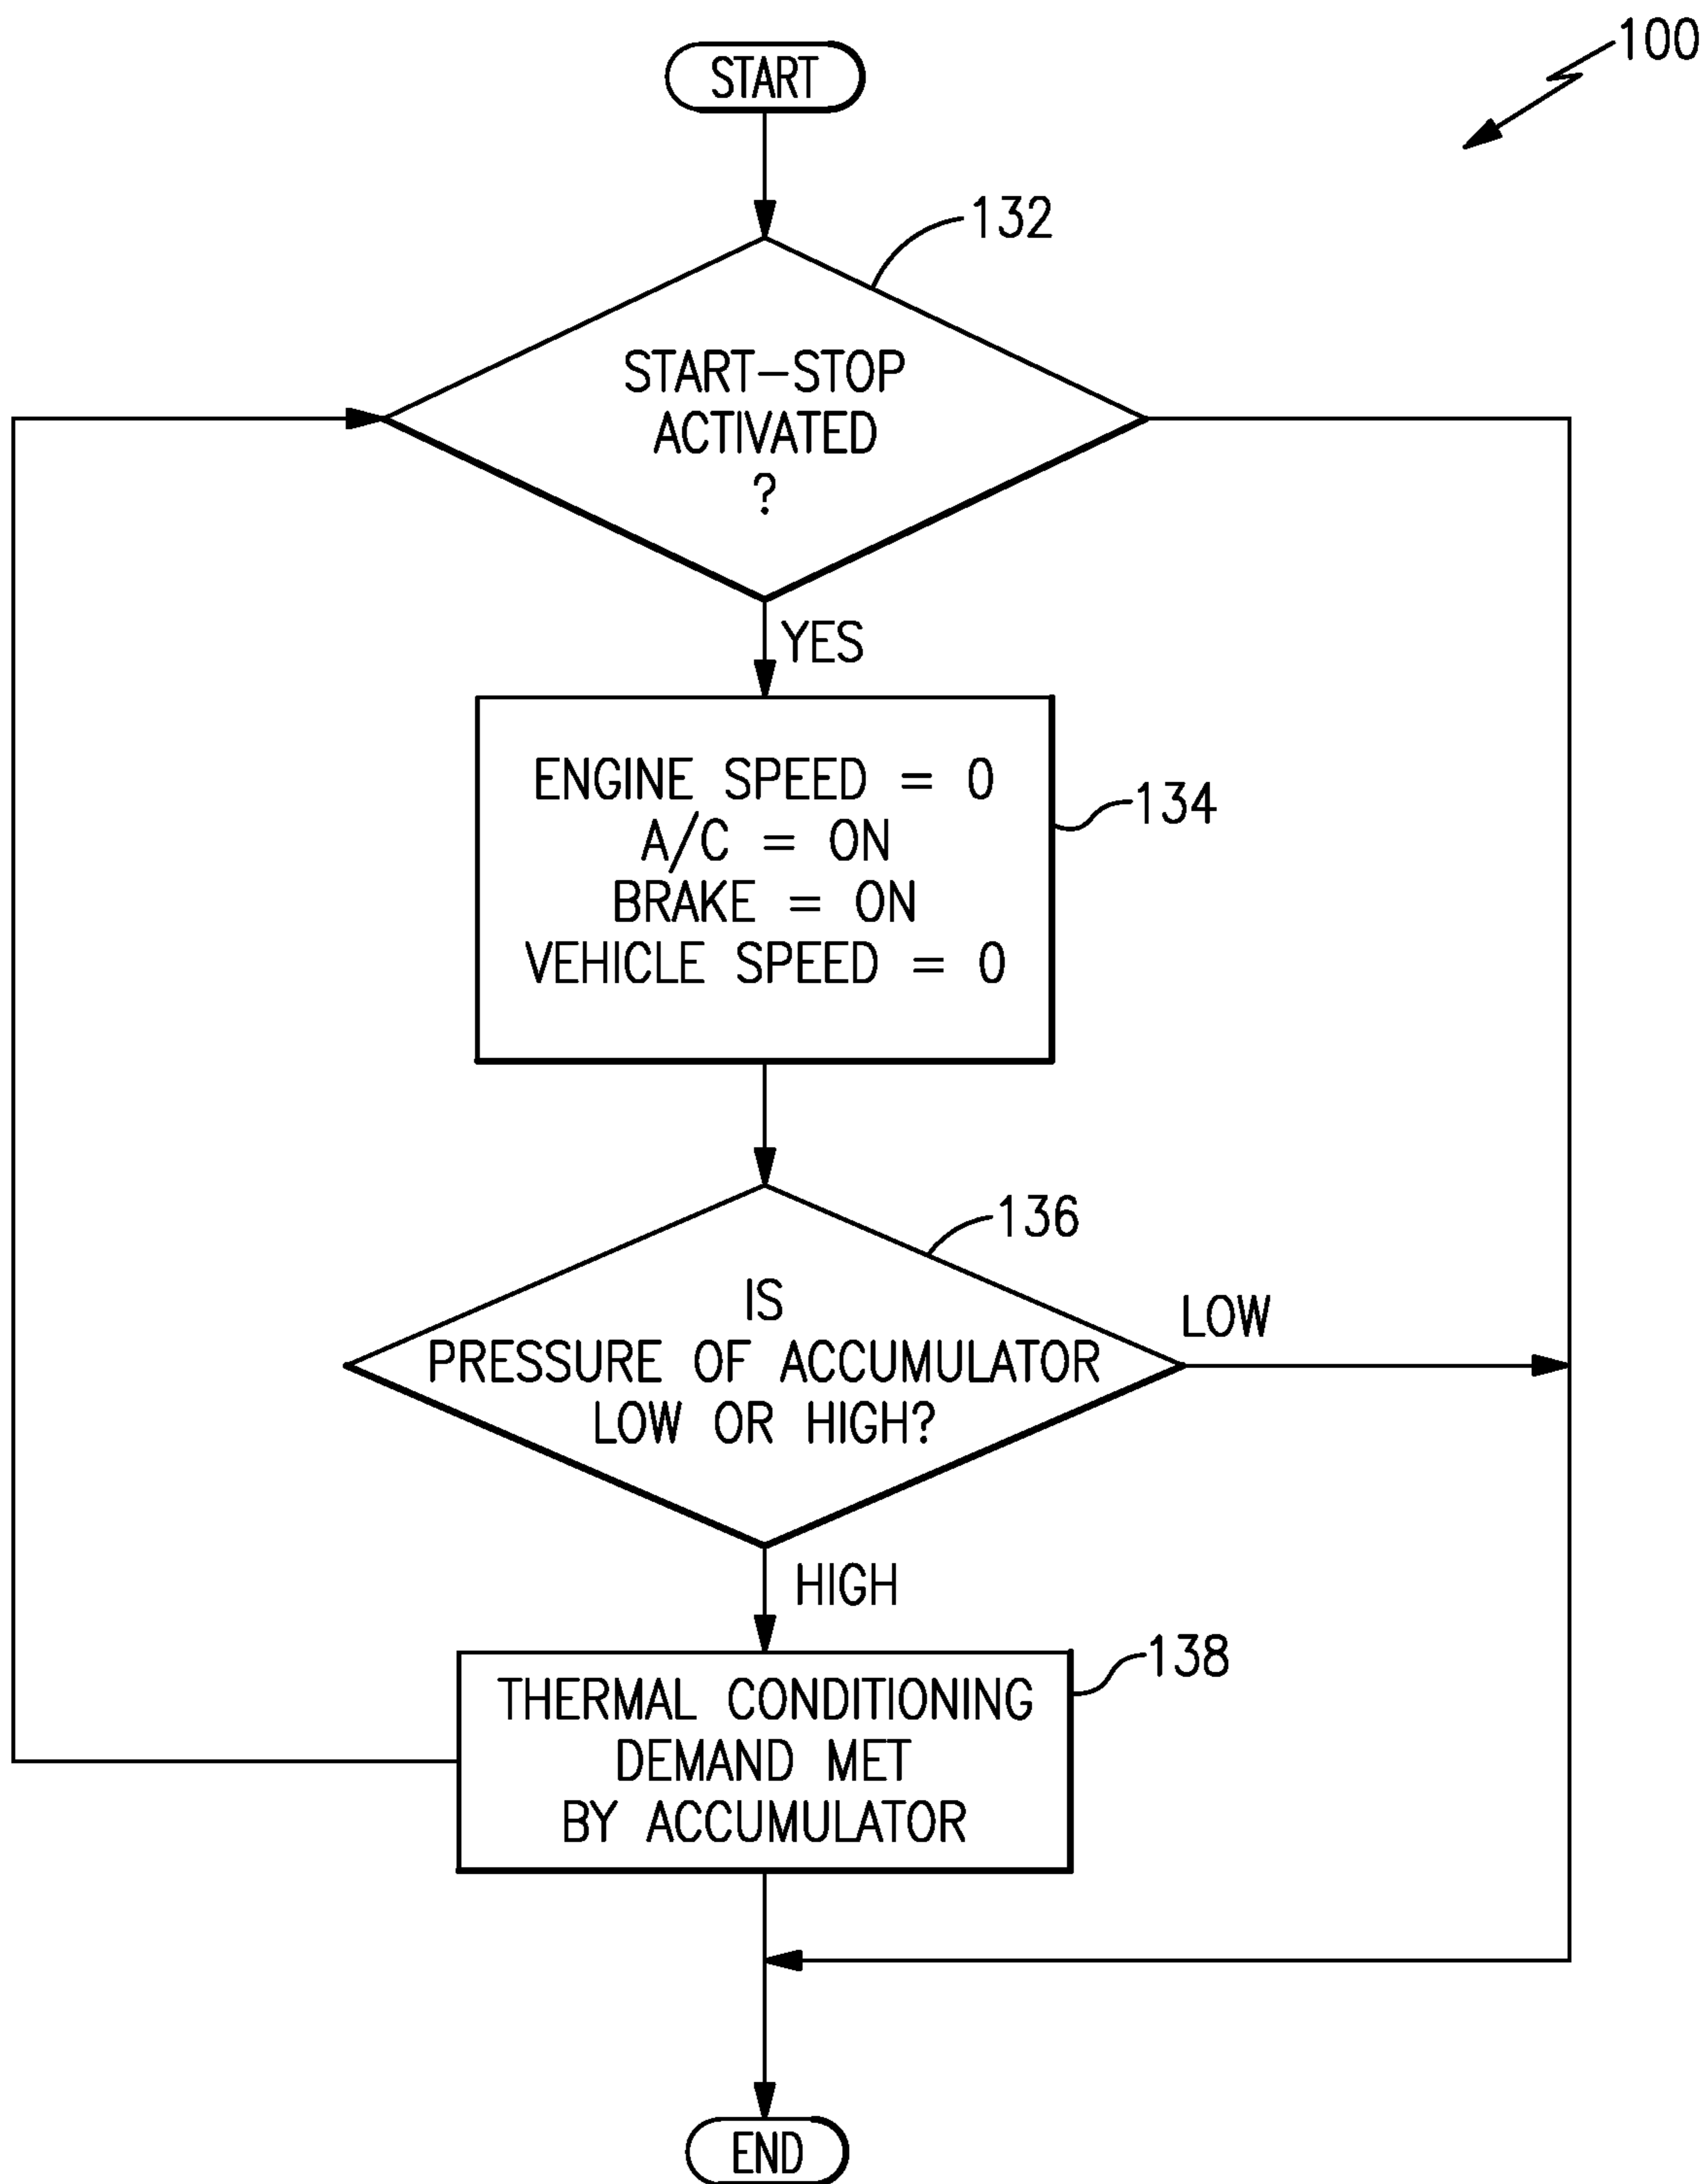 100
START
132
START-STOP
ACTIVATED
?
YES
ENGINE SPEED = 0
A/C = ON
BRAKE = ON
VEHICLE SPEED = 0
134
136
IS
PRESSURE OF ACCUMULATOR
LOW OR HIGH?
LOW
HIGH
138
THERMAL CONDITIONING
DEMAND MET
BY ACCUMULATOR
END